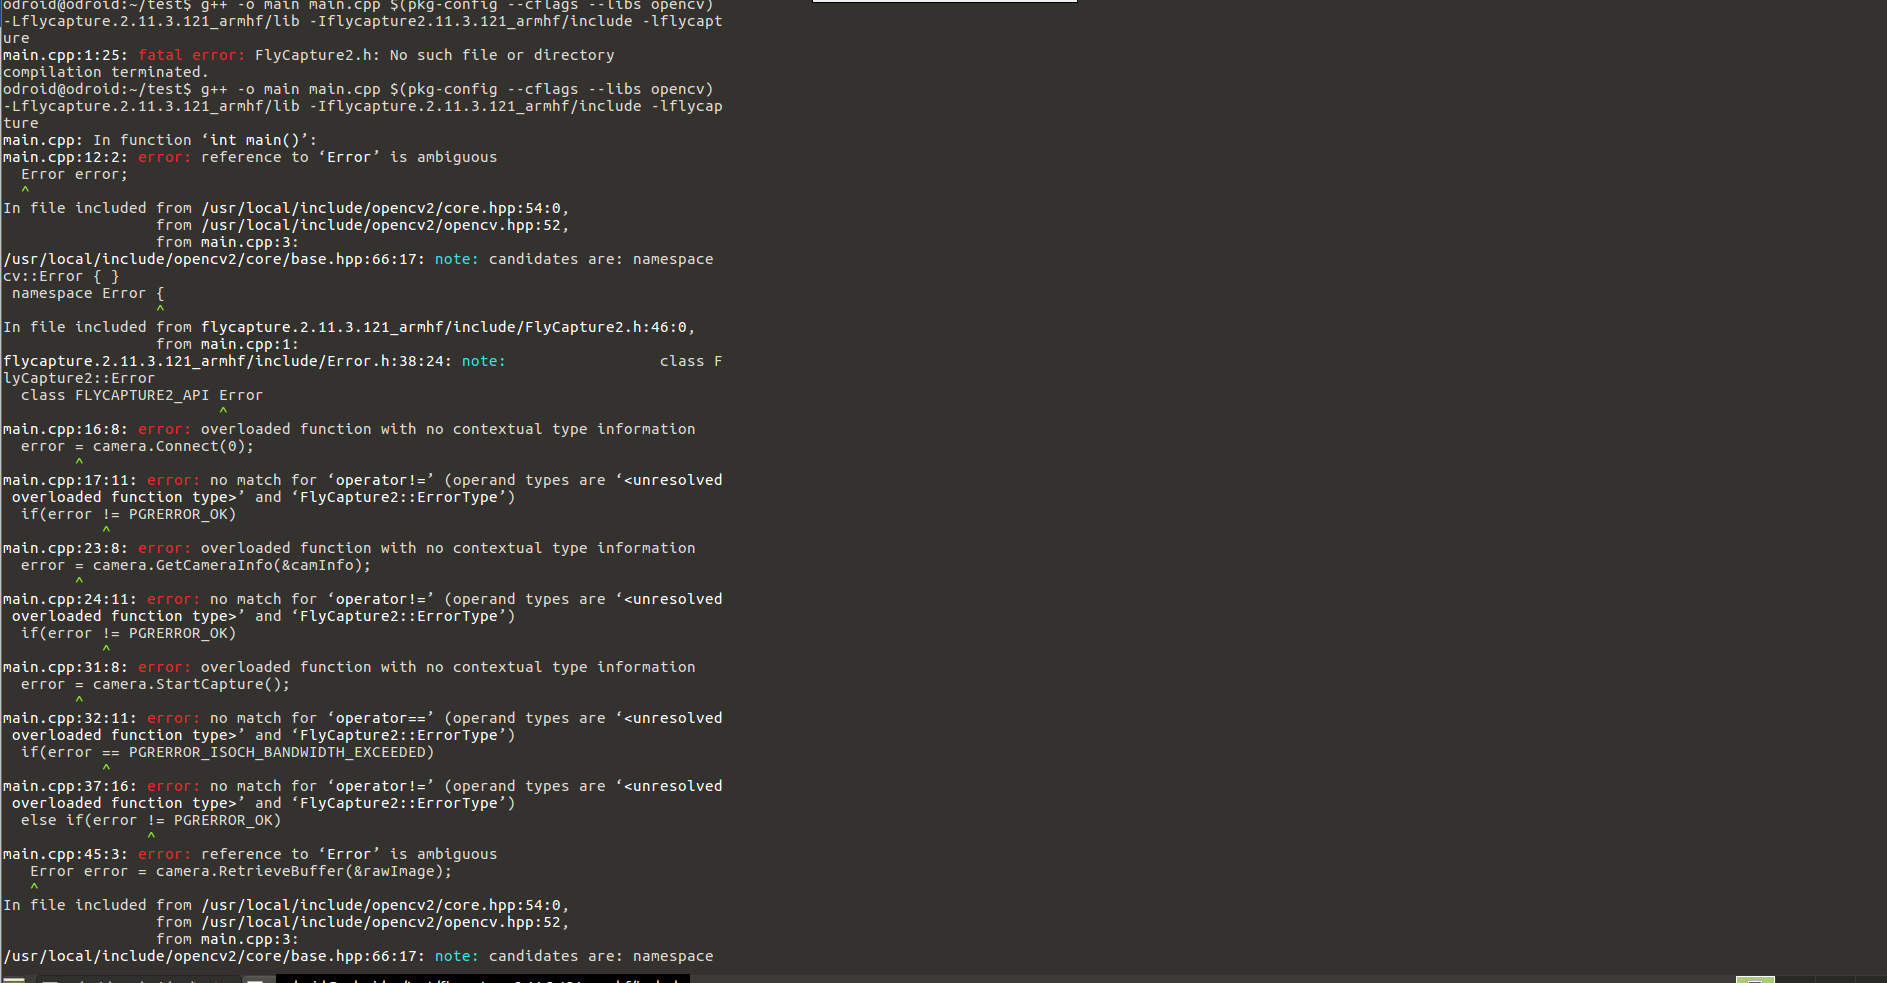 odroid@odroid:~/test$ g++ -o main main.cpp $(pkg-config --cflags --libs opencv)
-Lflycapture2.11.3.121_armhf/lib -Iflycapture2.11.3.121_armhf/include -lflycapt
ure
main.cpp:1:25: fatal error: FlyCapture2.h: No such file or directory
compilation terminated.
odroid@odroid:~/test$ g++ -o main main.cpp $(pkg-config --cflags --libs opencv)
-Lflycapture.2.11.3.121_armhf/lib -Iflycapture.2.11.3.121_armhf/include -lflycap
ture
main.cpp: In function ‘int main()’:
main.cpp:12:2: error: reference to ‘Error’ is ambiguous
  Error error;
  ^
In file included from /usr/local/include/opencv2/core.hpp:54:0,
                 from /usr/local/include/opencv2/opencv.hpp:52,
                 from main.cpp:3:
/usr/local/include/opencv2/core/base.hpp:66:17: note: candidates are: namespace
cv::Error { }
 namespace Error {
                 ^
In file included from flycapture.2.11.3.121_armhf/include/FlyCapture2.h:46:0,
                 from main.cpp:1:
flycapture.2.11.3.121_armhf/include/Error.h:38:24: note:                 class F
lyCapture2::Error
  class FLYCAPTURE2_API Error
                        ^
main.cpp:16:8: error: overloaded function with no contextual type information
  error = camera.Connect(0);
        ^
main.cpp:17:11: error: no match for ‘operator!=’ (operand types are ‘<unresolved
 overloaded function type>’ and ‘FlyCapture2::ErrorType’)
  if(error != PGRERROR_OK)
           ^
main.cpp:23:8: error: overloaded function with no contextual type information
  error = camera.GetCameraInfo(&camInfo);
        ^
main.cpp:24:11: error: no match for ‘operator!=’ (operand types are ‘<unresolved
 overloaded function type>’ and ‘FlyCapture2::ErrorType’)
  if(error != PGRERROR_OK)
           ^
main.cpp:31:8: error: overloaded function with no contextual type information
  error = camera.StartCapture();
        ^
main.cpp:32:11: error: no match for ‘operator==’ (operand types are ‘<unresolved
 overloaded function type>’ and ‘FlyCapture2::ErrorType’)
  if(error == PGRERROR_ISOCH_BANDWIDTH_EXCEEDED)
           ^
main.cpp:37:16: error: no match for ‘operator!=’ (operand types are ‘<unresolved
 overloaded function type>’ and ‘FlyCapture2::ErrorType’)
  else if(error != PGRERROR_OK)
                ^
main.cpp:45:3: error: reference to ‘Error’ is ambiguous
   Error error = camera.RetrieveBuffer(&rawImage);
   ^
In file included from /usr/local/include/opencv2/core.hpp:54:0,
                 from /usr/local/include/opencv2/opencv.hpp:52,
                 from main.cpp:3:
/usr/local/include/opencv2/core/base.hpp:66:17: note: candidates are: namespace